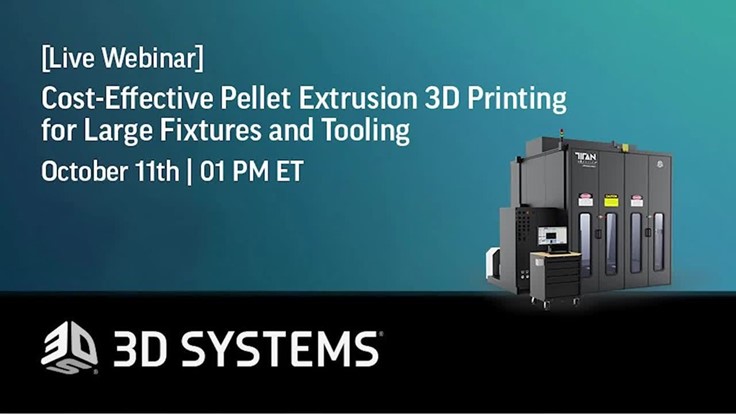 [Live Webinar]
Cost-Effective Pellet Extrusion 3D Printing
for Large Fixtures and Tooling
October 11th | 01 PM ET
TITAN
CAUTION
3D SYSTEMS®